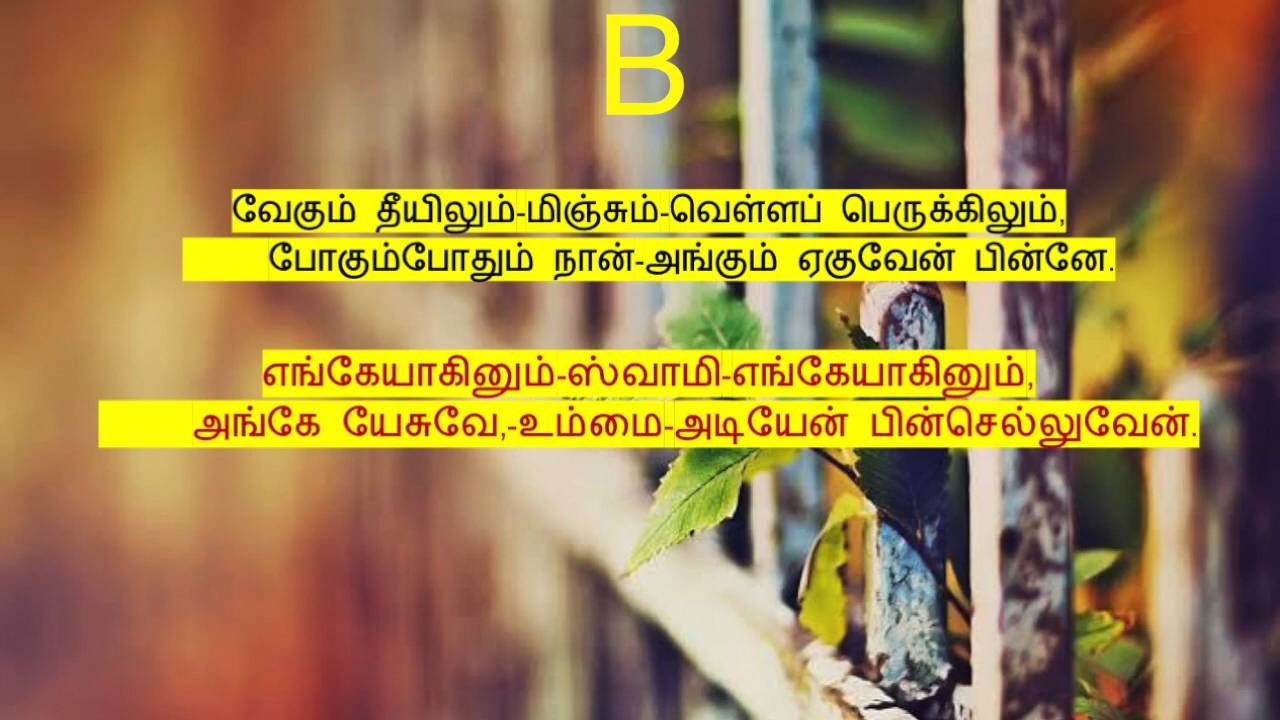 B
வேகும் தீயிலும்-மிஞ்சும்-வெள்ளப் பெருக்கிலும்,
போகும்போதும் நான்-அங்கும் ஏகுவேன் பின்னே.
எங்கேயாகினும்-ஸ்வாமி-எங்கேயாகினும்,
அங்கே யேசுவே,-உம்மை-அடியேன் பின்செல்லுவேன்.